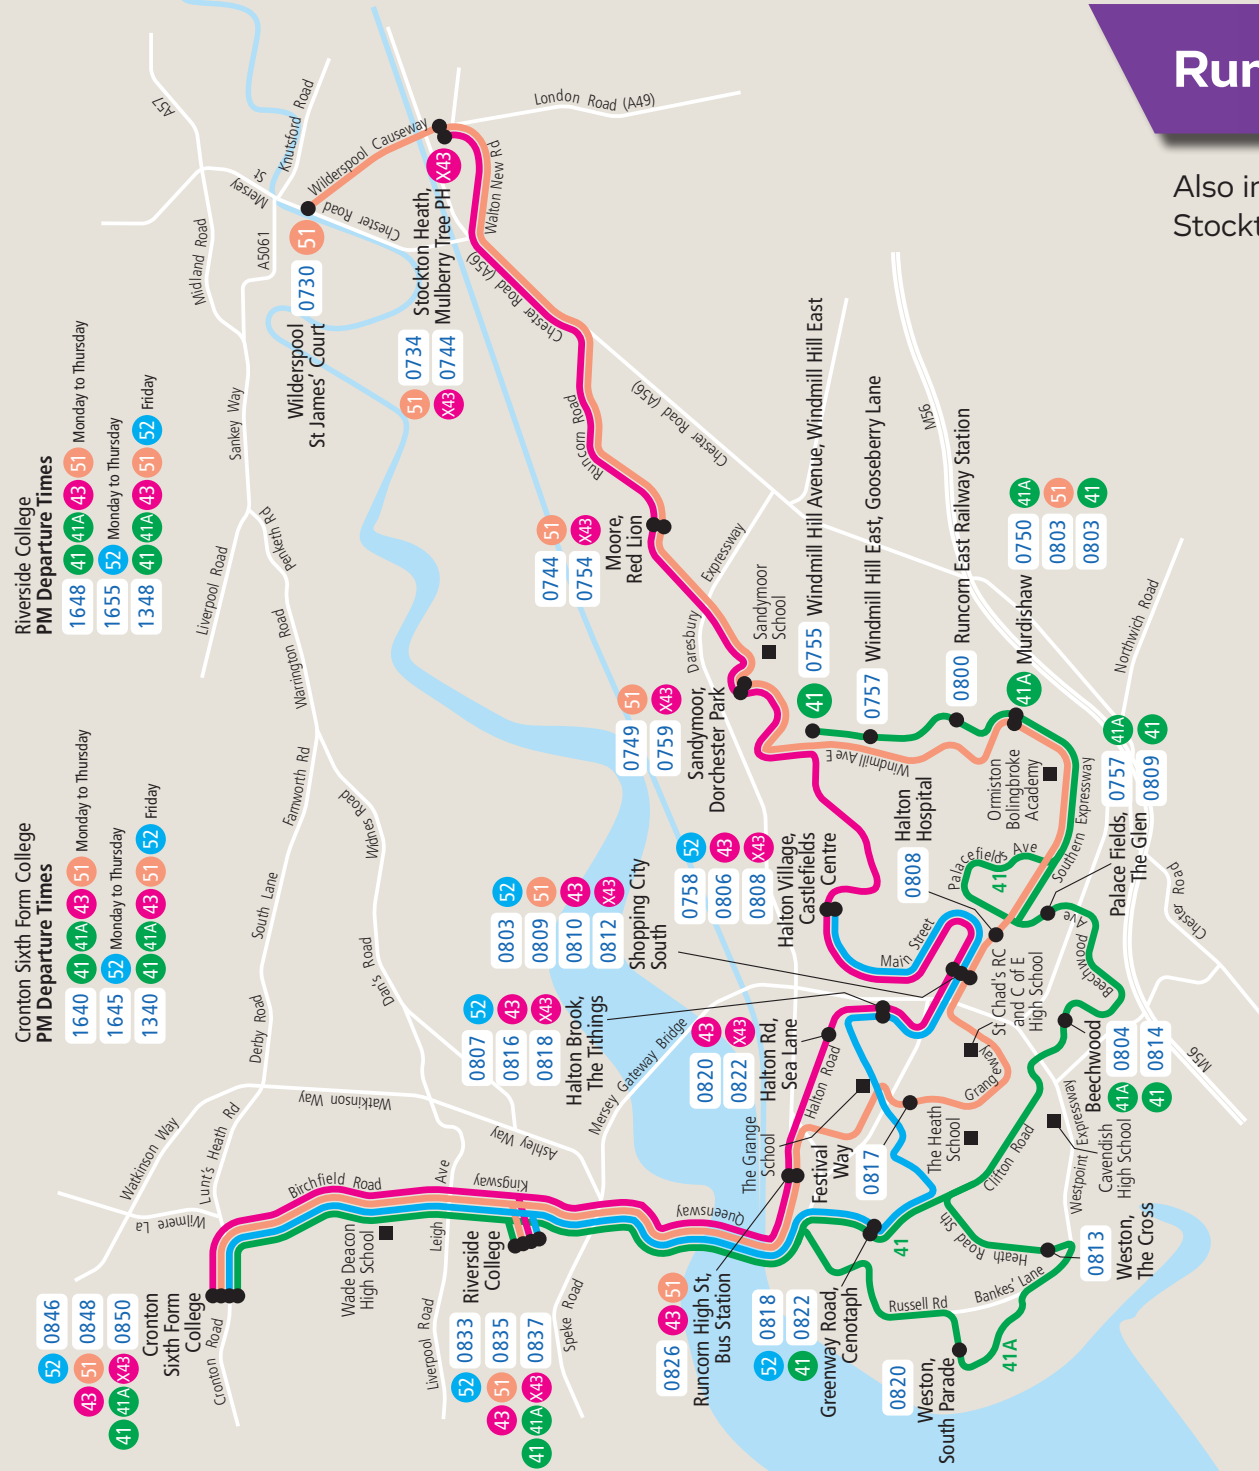 Run
Also in
Stockt
Riverside College
PM Departure Times
1648 41 41A 43 51 Monday to Thursday
1655 52 Monday to Thursday
1348 41 41A 43 51 52 Friday
Cronton Sixth Form College
PM Departure Times
1640 41 41A 43 51 Monday to Thursday
1645 52 Monday to Thursday
1340 41 41A 43 51 52 Friday
52 0846
43 51 0848
41 41A X43 0850
Cronton
Sixth Form
College
52 0833
43 51 0835
41 41A X43 0837
Riverside
College
Wilderspool
St James' Court
0730 51
51 0734
X43 0744
Stockton Heath,
Mulberry Tree PH
X43
0744 51
0754 X43
Moore,
Red Lion
0749 51
0759 X43
Sandymoor,
Dorchester Park
41 0755 Windmill Hill Avenue, Windmill Hill East
0757 Windmill Hill East, Gooseberry Lane
0800 Runcorn East Railway Station
41A Murdishaw
0750 41A
0803 51
0803 41
Palace Fields,
The Glen
0757 41A
0809 41
0758 52
0806 43
0808 X43
Halton Village,
Castlefields
Centre
Halton
Hospital
0808
0803 52
0809 51
0810 43
0812 X43
Shopping City
South
0807 52
0816 43
0818 X43
Halton Brook,
The Tithings
0820 43
0822 X43
Halton Rd,
Sea Lane
Beechwood
41A 0804
41 0814
Festival
Way
0817
0826 43 51
Runcorn High St,
Bus Station
52 0818
41 0822
Greenway Road,
Cenotaph
Weston,
The Cross
0813
0820
Weston,
South Parade
41
41
41A
Sandymoor
School
Ormiston
Bolingbroke
Academy
St Chad's RC
and C of E
High School
The Grange
School
The Heath
School
Cavendish
High School
Wade Deacon
High School
A57
Knutsford Road
Mersey St
Wilderspool Causeway
London Road (A49)
Chester Road
Walton New Rd
Midland Road
A5061
Chester Road (A56)
Sankey Way
Liverpool Road
Penketh Rd
Runcorn Road
Chester Road (A56)
M56
Warrington Road
Daresbury Expressway
Northwich Road
Farnworth Rd
Widnes Road
Windmill Ave E
Southern Expressway
Palacefields Ave
South Lane
Dan's Road
Main Street
Beechwood Ave
Chester Road
Derby Road
Mersey Gateway Bridge
M56
Watkinson Way
Watkinson Way
Ashley Way
Halton Road
Grangeway
Westpoint Expressway
Lunt's Heath Rd
Birchfield Road
Kingsway
Wilmere La
Leigh Ave
Queensway
Clifton Road
Heath Road Sth
Bankes' Lane
Russell Rd
Cronton Road
Liverpool Road
Speke Road